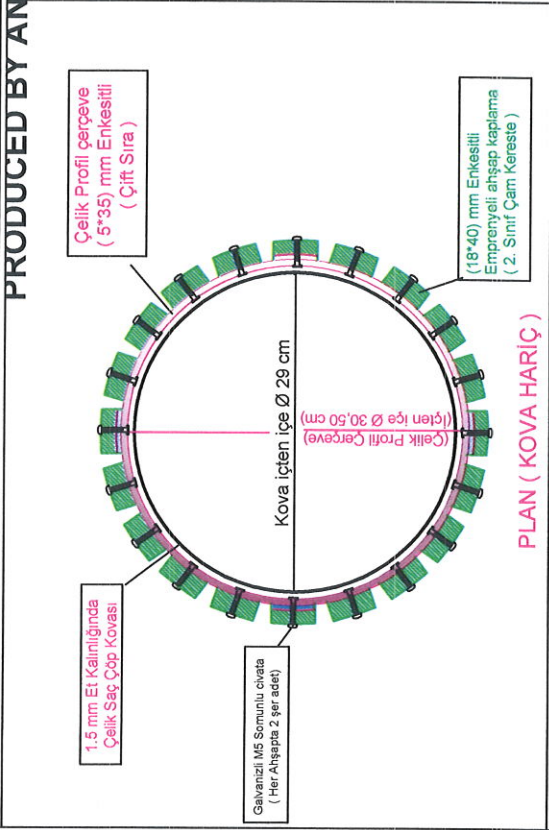 PRODUCED BY AN
Çelik Profil çerçeve
( 5*35) mm Enkesitli
( Çift Sıra )
1.5 mm Et Kalınlığında
Çelik Saç Çöp Kovası
Galvanizli M5 Somunlu civata
( Her Ahşapta 2 şer adet)
Kova içten içe Ø 29 cm
(Çelik Profil Çerçeve)
(İçten içe Ø 30,50 cm)
(18*40) mm Enkesitli
Emprenyeli ahşap kaplama
( 2. Sınıf Çam Kereste )
PLAN ( KOVA HARİÇ )